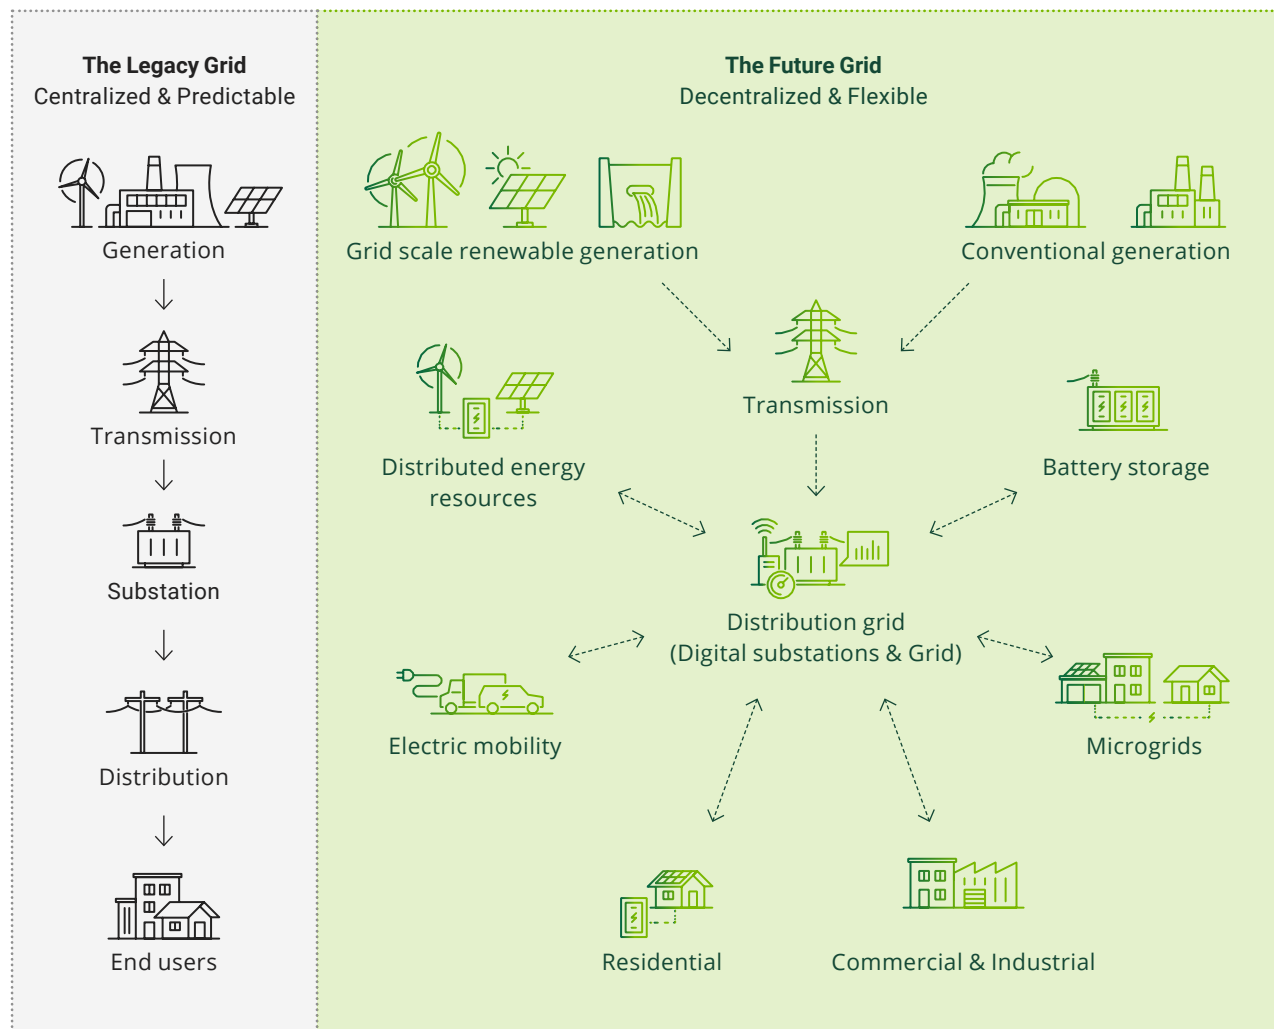 The Legacy Grid
Centralized & Predictable
Generation
Transmission
Substation
Distribution
End users
The Future Grid
Decentralized & Flexible
Grid scale renewable generation
Conventional generation
Transmission
Distributed energy
resources
Battery storage
Distribution grid
(Digital substations & Grid)
Electric mobility
Microgrids
Residential
Commercial & Industrial